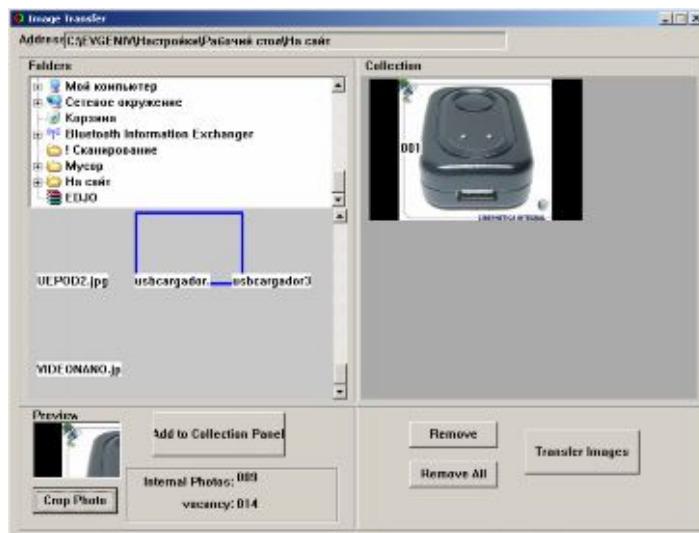 Image Transfer
Address C:\EVGENIV\Настройки\Рабочий стол\На сайт
Folders
Collection
Мой компьютер
Сетевое окружение
Корзина
Bluetooth Information Exchanger
! Сканирование
Мусор
На сайт
EDJO
001
UEPOD2.jpg
usbcargador.
usbcargador3
VIDEONANO.jp
Preview
Add to Collection Panel
Remove
Transfer Images
Remove All
Internal Photos: 009
Crop Photo
vacancy: 014